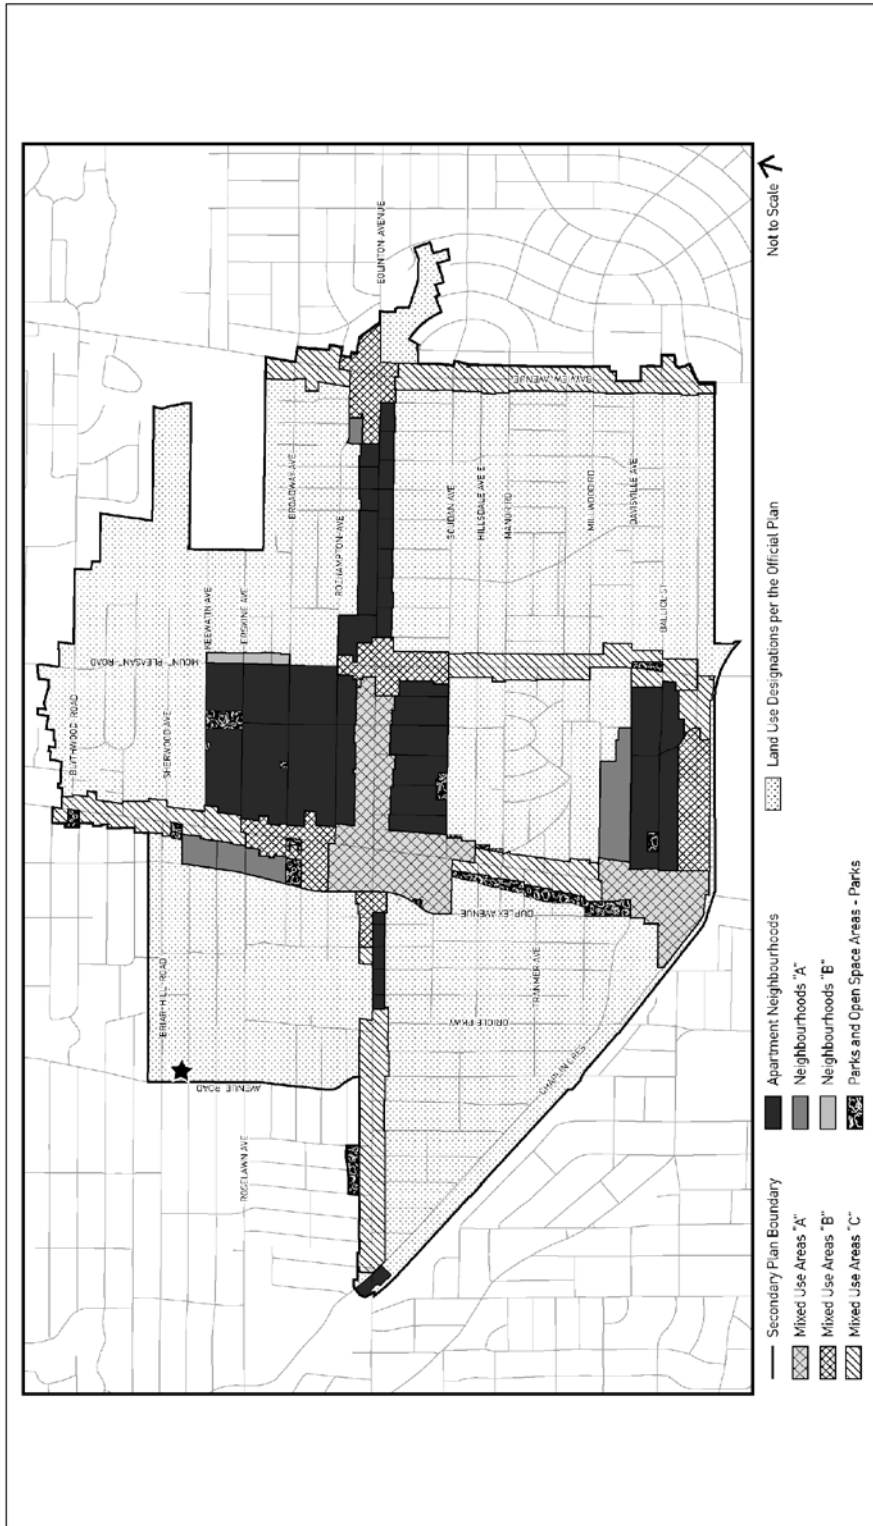 BLYTHWOOD ROAD
SHERWOOD AVE
KEEWATIN AVE
ERSKINE AVE
MOUNT PLEASANT ROAD
BROADWAY AVE
ROEHAMPTON AVE
EGLINTON AVENUE
BRIAR HILL ROAD
AVENUE ROAD
ROSELAWN AVE
DUPLEX AVENUE
ORIOLE PKWY
TRANMER AVE
CHAPLIN CRES
SOUDAN AVE
HILLSDALE AVE E
MANOR RD
BAYVIEW AVENUE
MILLWOOD RD
DAVISVILLE AVE
BALLIOL ST
Not to Scale
Secondary Plan Boundary
Mixed Use Areas "A"
Mixed Use Areas "B"
Mixed Use Areas "C"
Apartment Neighbourhoods
Neighbourhoods "A"
Neighbourhoods "B"
Parks and Open Space Areas - Parks
Land Use Designations per the Official Plan